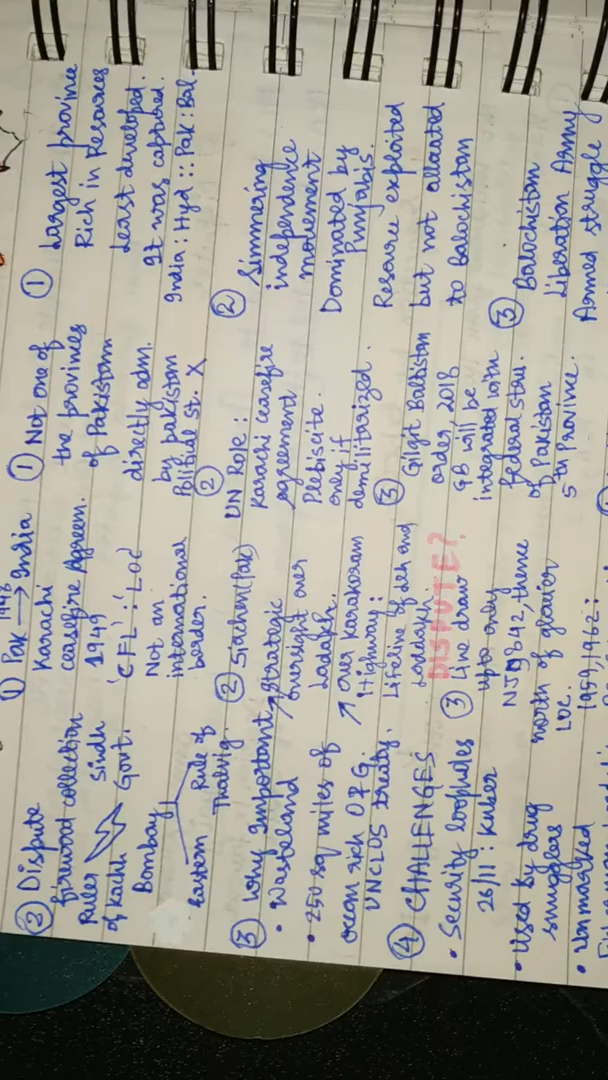 ② Dispute
firewood collection
Ruler Sindh
of Kachh Govt.
Bombay
Eastern Rule of
Thalwig.
③ Why important
• Wasteland
• 250 sq miles of
ocean rich O & G.
UNCLOS treaty.
④ CHALLENGES
• Security loopholes
26/11 : Kuber
• Used by drug
smugglers
• Unmarked
1948
① Pak → India
Karachi
ceasefire Agreem.
1949
'CFL' : 'LOC'
Not an
international
border.
② Siachen (Pak)
↗ strategic
oversight over
Ladakh.
↗ over Karakoram
Highway :
Lifeline of Leh and
Laddakh.
DISPUTE?
③ Line draw
upto only
NJ9842, thence
north of glacier
LOC.
1959, 1962 :
① Not one of
the provinces
of Pakistan
directly adm.
by pakistan
Political st. X
②
UN Role :
Karachi ceasefire
agreement
Plebiscite.
only if
demilitarized.
③ Gilgit Baltistan
order, 2018
GB will be
integrated with
federal stru.
of Pakistan
5th Province.
① Largest province
Rich in Resources
Least developed.
It was captured.
India : Hyd :: Pak : Bal.
② Simmering
independence
movement
Dominated by
Punjabis.
Resource exploited
but not allocated
to Balochistan
③ Balochistan
Liberation Army
Armed struggle